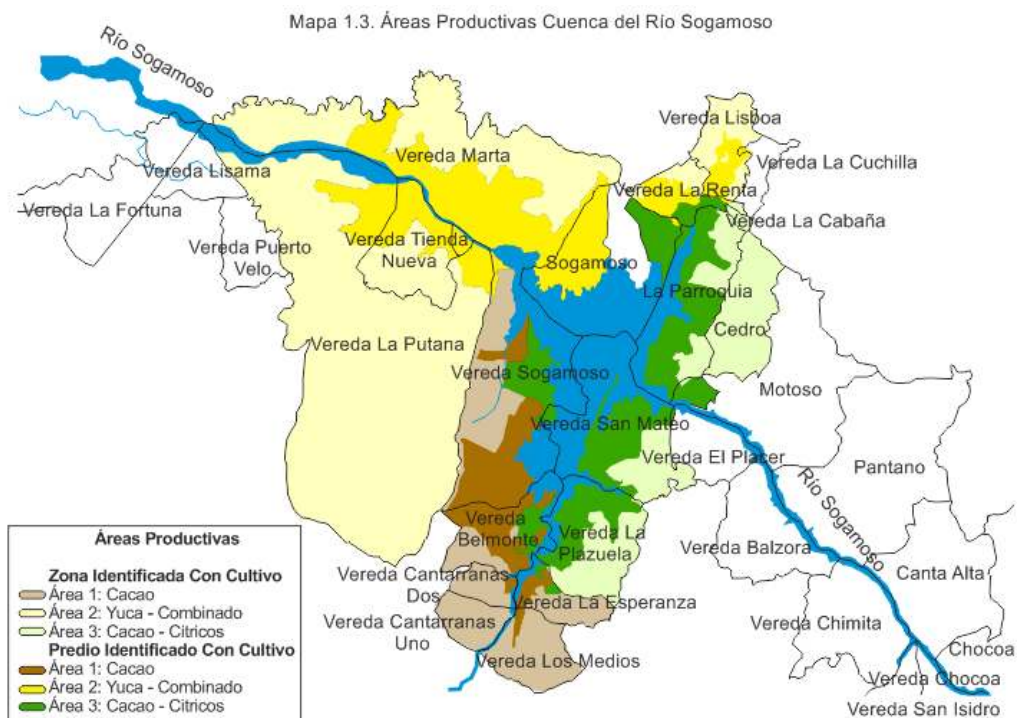 Mapa 1.3. Áreas Productivas Cuenca del Río Sogamoso
Río Sogamoso
Vereda Lisboa
Vereda Marta
Vereda La Cuchilla
Vereda Lisama
Vereda La Renta
Vereda La Fortuna
Vereda La Cabaña
Vereda Puerto
Velo
Vereda Tienda
Nueva
Sogamoso
La Parroquia
Cedro
Vereda La Putana
Vereda Sogamoso
Motoso
Vereda San Mateo
Vereda El Placer
Pantano
Río Sogamoso
Vereda
Belmonte
Vereda La
Plazuela
Vereda Balzora
Canta Alta
Vereda Cantarranas
Dos
Vereda La Esperanza
Vereda Cantarranas
Uno
Vereda Chimita
Chocoa
Vereda Los Medios
Vereda Chocoa
Vereda San Isidro
Áreas Productivas
Zona Identificada Con Cultivo
Área 1: Cacao
Área 2: Yuca - Combinado
Área 3: Cacao - Citricos
Predio Identificado Con Cultivo
Área 1: Cacao
Área 2: Yuca - Combinado
Área 3: Cacao - Citricos